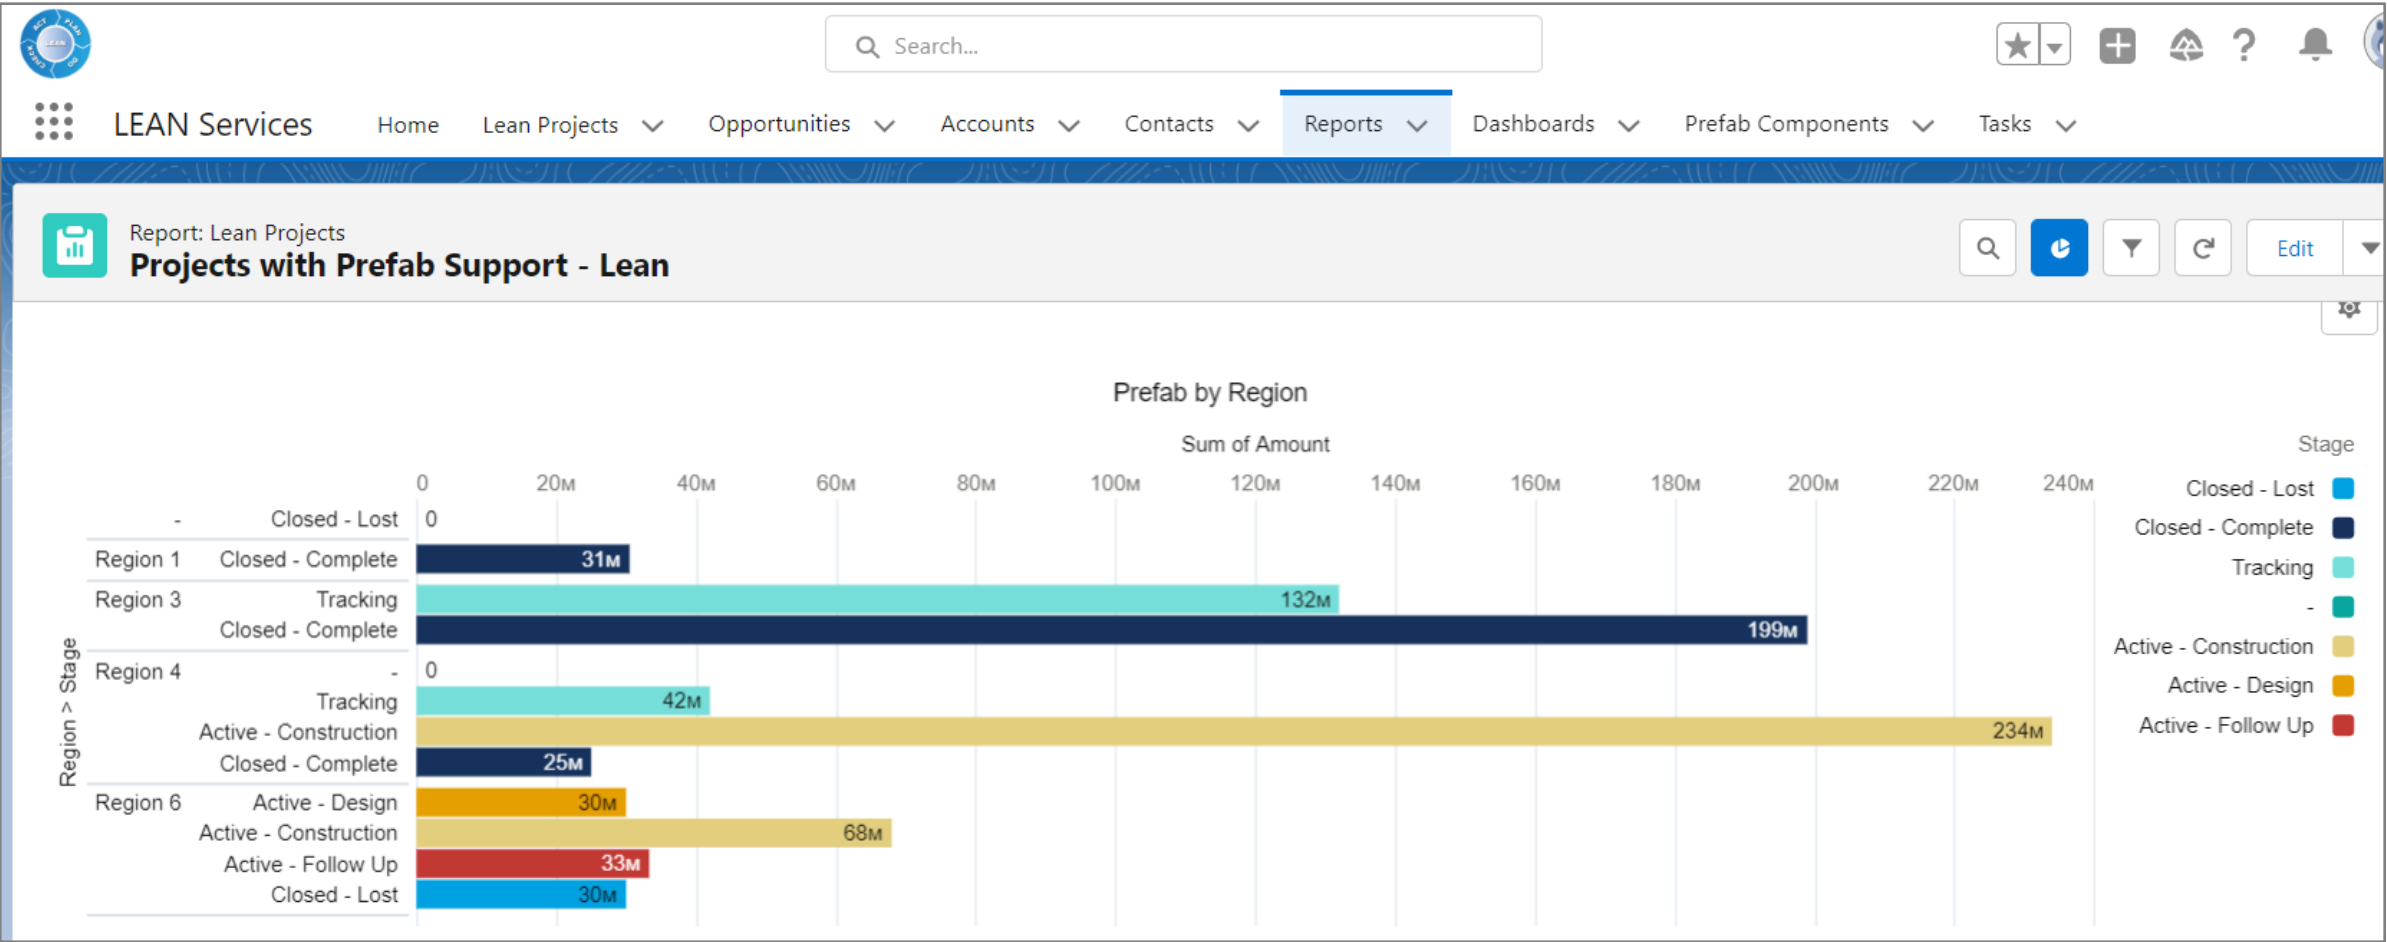 ACT PLAN DO CHECK LEAN
Search...
LEAN Services Home Lean Projects Opportunities Accounts Contacts Reports Dashboards Prefab Components Tasks
Report: Lean Projects
Projects with Prefab Support - Lean
Edit
Prefab by Region
Sum of Amount
Stage
0 20M 40M 60M 80M 100M 120M 140M 160M 180M 200M 220M 240M
Region > Stage
- Closed - Lost 0
Region 1 Closed - Complete 31M
Region 3 Tracking 132M
Closed - Complete 199M
Region 4 - 0
Tracking 42M
Active - Construction 234M
Closed - Complete 25M
Region 6 Active - Design 30M
Active - Construction 68M
Active - Follow Up 33M
Closed - Lost 30M
Closed - Lost
Closed - Complete
Tracking
-
Active - Construction
Active - Design
Active - Follow Up